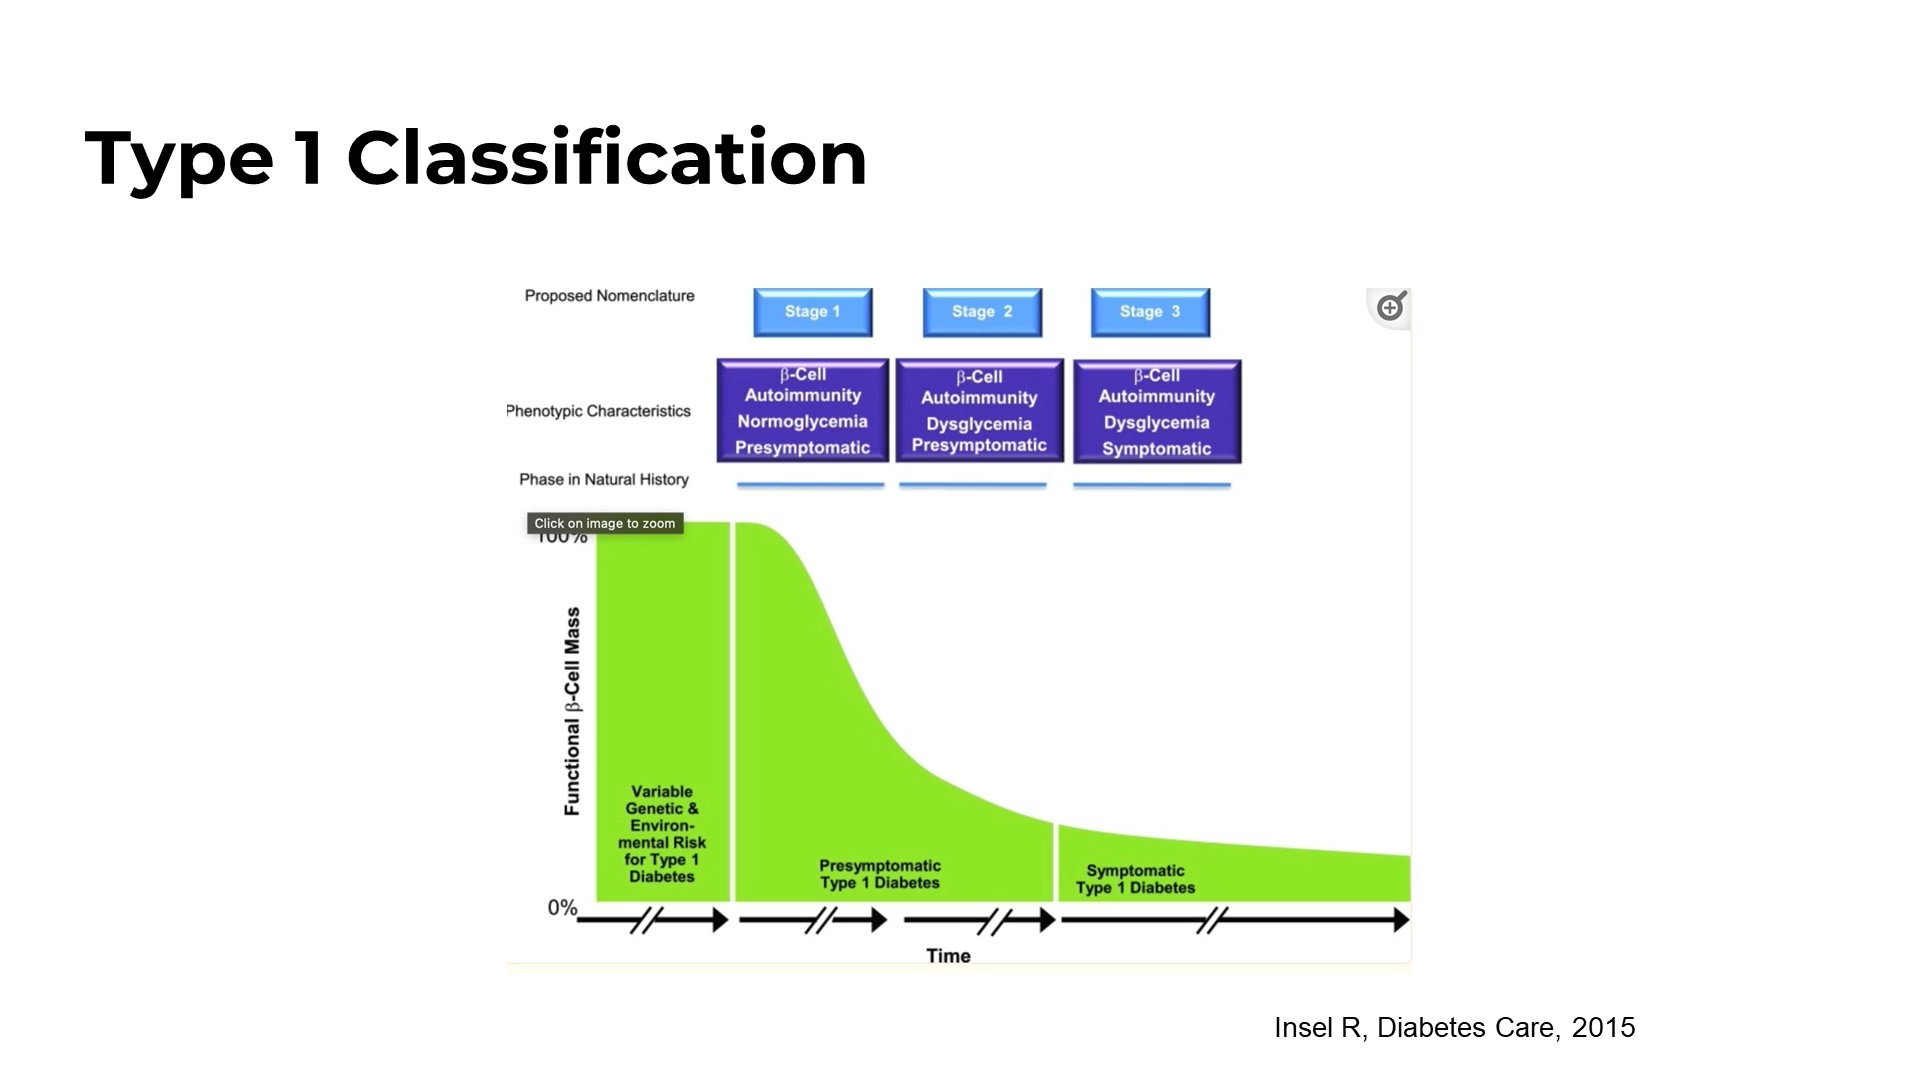 Type 1 Classification
Proposed Nomenclature
Stage 1
Stage 2
Stage 3
Phenotypic Characteristics
β-Cell
Autoimmunity
Normoglycemia
Presymptomatic
β-Cell
Autoimmunity
Dysglycemia
Presymptomatic
β-Cell
Autoimmunity
Dysglycemia
Symptomatic
Phase in Natural History
Click on image to zoom
100%
Functional β-Cell Mass
Variable
Genetic &
Environ-
mental Risk
for Type 1
Diabetes
Presymptomatic
Type 1 Diabetes
Symptomatic
Type 1 Diabetes
0%
Time
Insel R, Diabetes Care, 2015